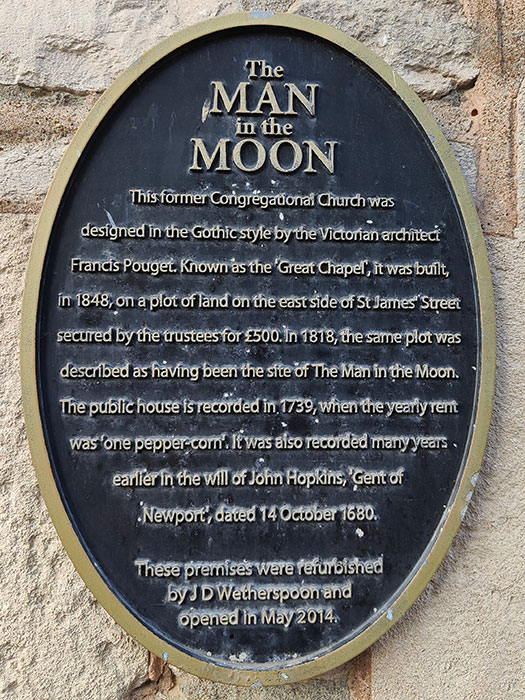 The
MAN
in the
MOON
This former Congregational Church was
designed in the Gothic style by the Victorian architect
Francis Pouget. Known as the 'Great Chapel', it was built,
in 1848, on a plot of land on the east side of St James' Street
secured by the trustees for £500. In 1818, the same plot was
described as having been the site of The Man in the Moon.
The public house is recorded in 1739, when the yearly rent
was 'one pepper-corn'. It was also recorded many years
earlier in the will of John Hopkins, 'Gent of
Newport', dated 14 October 1680.
These premises were refurbished
by J D Wetherspoon and
opened in May 2014.